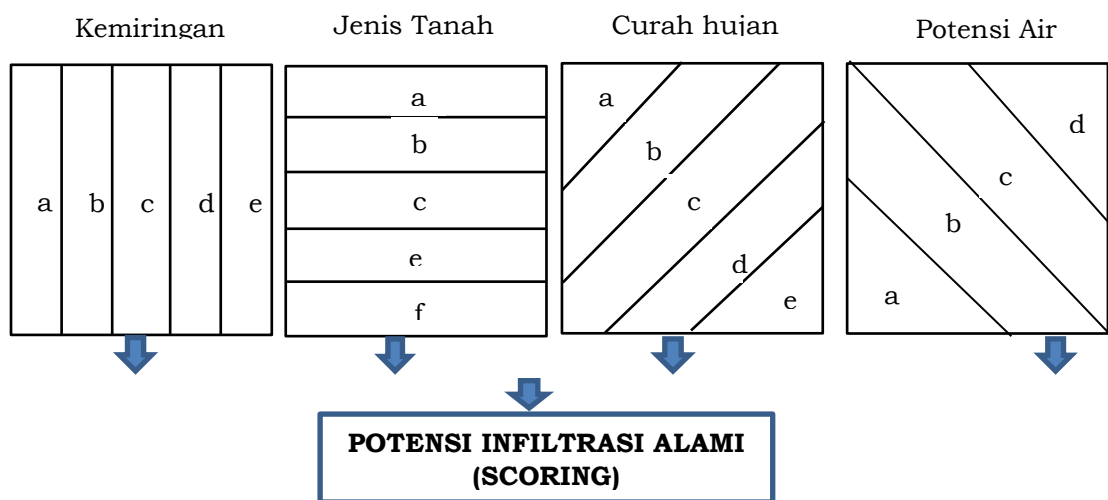 Kemiringan
Jenis Tanah
Curah hujan
Potensi Air
a b c d e
a
b
c
e
f
a
b
c
d
e
a
b
c
d
POTENSI INFILTRASI ALAMI
(SCORING)